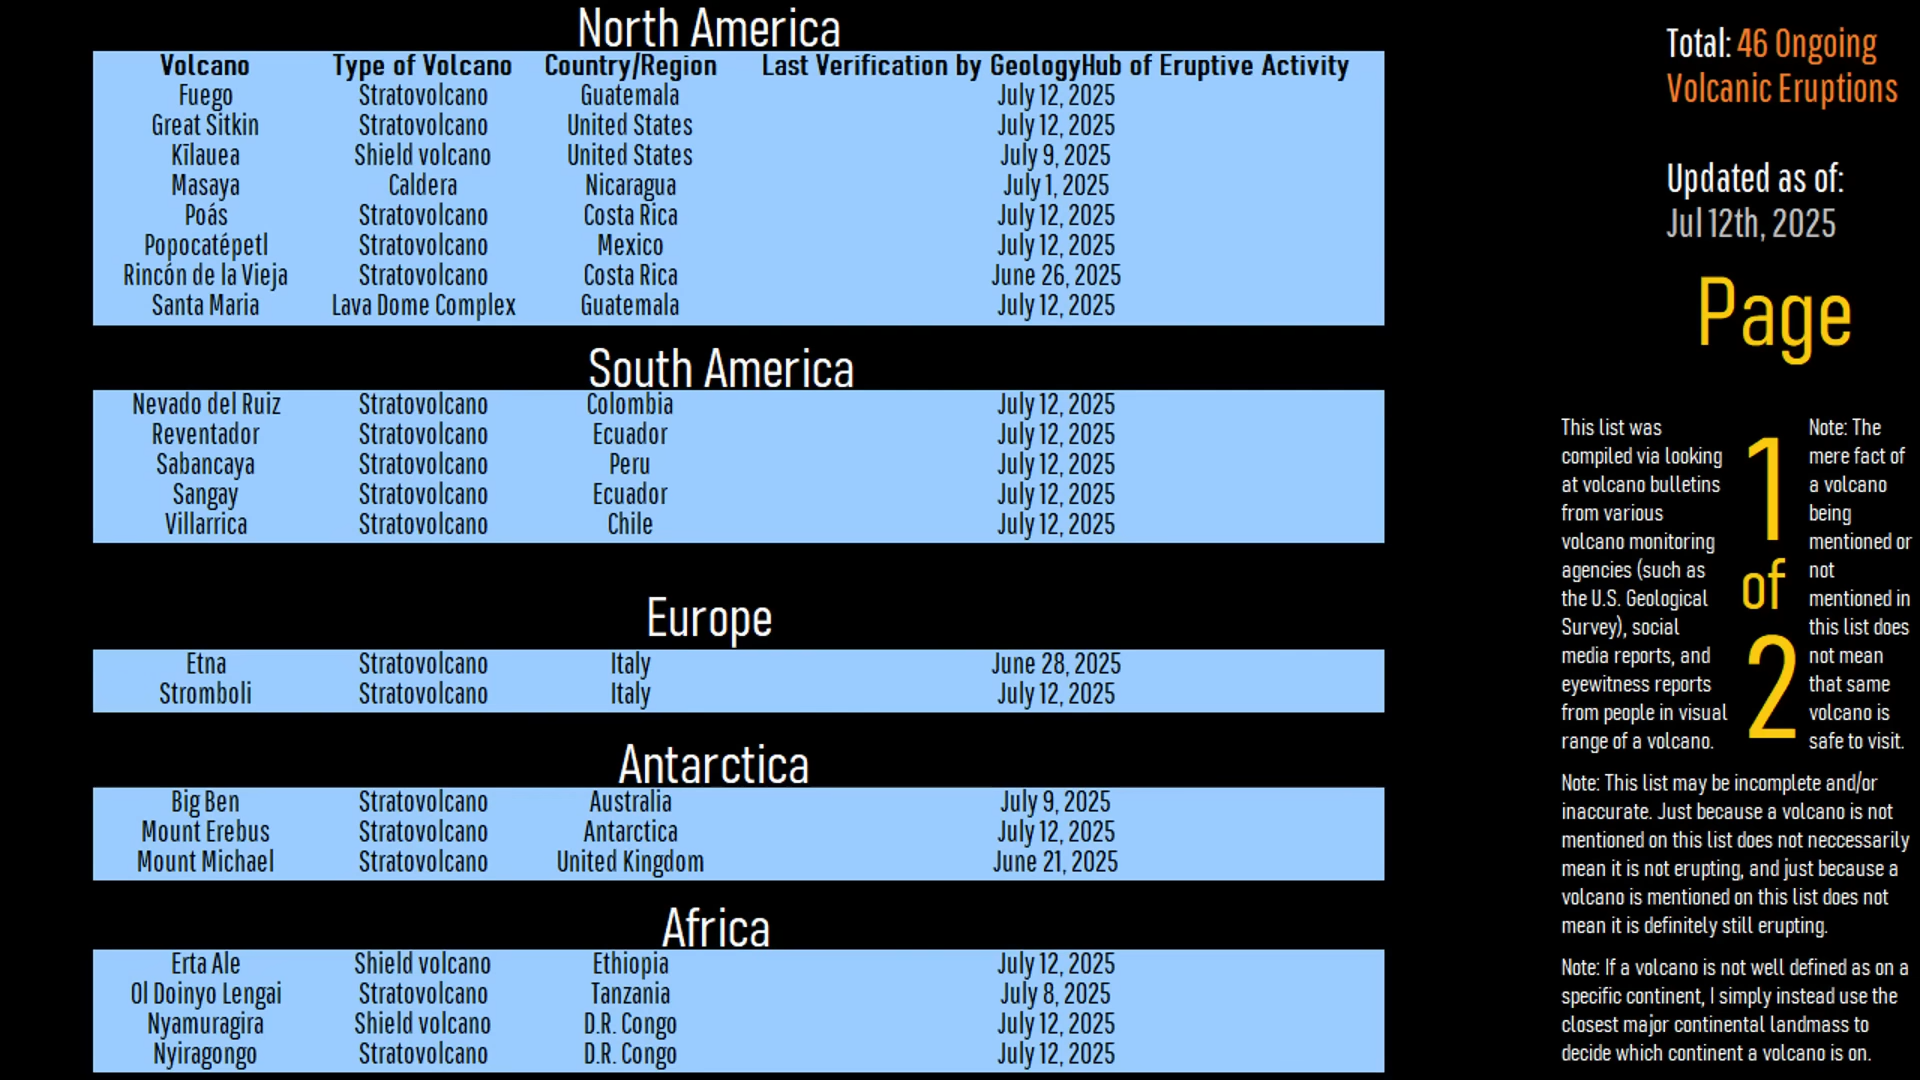 North America
Volcano Type of Volcano Country/Region Last Verification by GeologyHub of Eruptive Activity
Fuego Stratovolcano Guatemala July 12, 2025
Great Sitkin Stratovolcano United States July 12, 2025
Kīlauea Shield volcano United States July 9, 2025
Masaya Caldera Nicaragua July 1, 2025
Poás Stratovolcano Costa Rica July 12, 2025
Popocatépetl Stratovolcano Mexico July 12, 2025
Rincón de la Vieja Stratovolcano Costa Rica June 26, 2025
Santa Maria Lava Dome Complex Guatemala July 12, 2025
South America
Nevado del Ruiz Stratovolcano Colombia July 12, 2025
Reventador Stratovolcano Ecuador July 12, 2025
Sabancaya Stratovolcano Peru July 12, 2025
Sangay Stratovolcano Ecuador July 12, 2025
Villarrica Stratovolcano Chile July 12, 2025
Europe
Etna Stratovolcano Italy June 28, 2025
Stromboli Stratovolcano Italy July 12, 2025
Antarctica
Big Ben Stratovolcano Australia July 9, 2025
Mount Erebus Stratovolcano Antarctica July 12, 2025
Mount Michael Stratovolcano United Kingdom June 21, 2025
Africa
Erta Ale Shield volcano Ethiopia July 12, 2025
Ol Doinyo Lengai Stratovolcano Tanzania July 8, 2025
Nyamuragira Shield volcano D.R. Congo July 12, 2025
Nyiragongo Stratovolcano D.R. Congo July 12, 2025
Total: 46 Ongoing
Volcanic Eruptions
Updated as of:
Jul 12th, 2025
Page
1
of
2
This list was
compiled via looking
at volcano bulletins
from various
volcano monitoring
agencies (such as
the U.S. Geological
Survey), social
media reports, and
eyewitness reports
from people in visual
range of a volcano.
Note: The
mere fact of
a volcano
being
mentioned or
not
mentioned in
this list does
not mean
that same
volcano is
safe to visit.
Note: This list may be incomplete and/or
inaccurate. Just because a volcano is not
mentioned on this list does not neccessarily
mean it is not erupting, and just because a
volcano is mentioned on this list does not
mean it is definitely still erupting.
Note: If a volcano is not well defined as on a
specific continent, I simply instead use the
closest major continental landmass to
decide which continent a volcano is on.